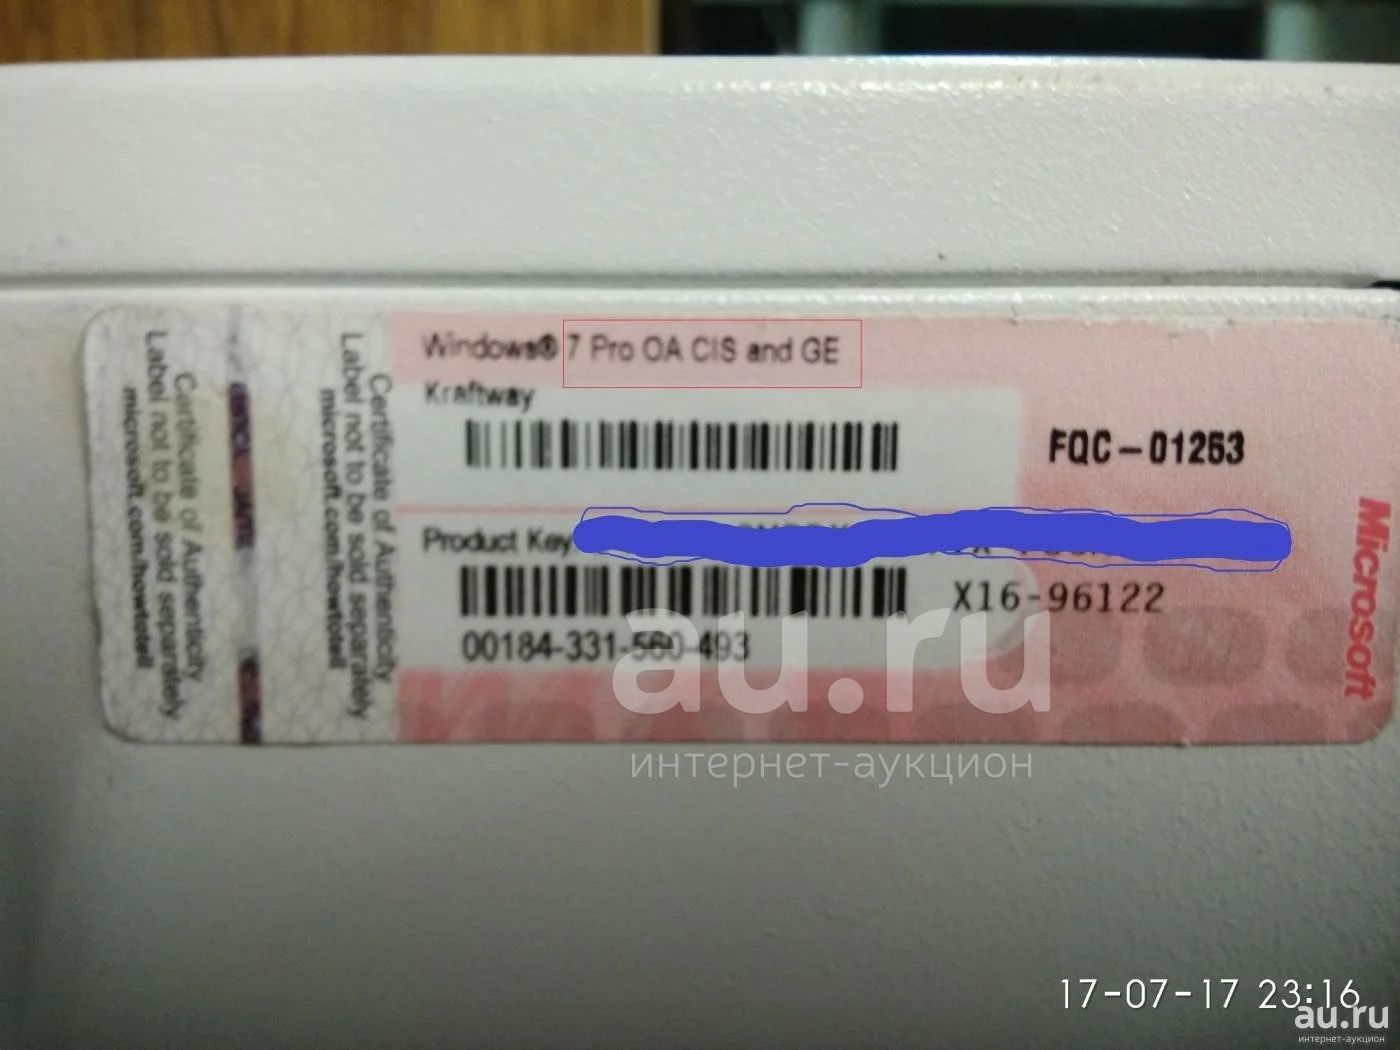 Windows® 7 Pro OA CIS and GE
Kraftway
FQC-01263
Product Key
X16-96122
00184-331-560-493
Microsoft
Certificate of Authenticity
Label not to be sold separately
microsoft.com/howtotell
Certificate of Authenticity
Label not to be sold separately
microsoft.com/howtotell
au.ru
интернет-аукцион
17-07-17 23:16
au.ru
интернет-аукцион